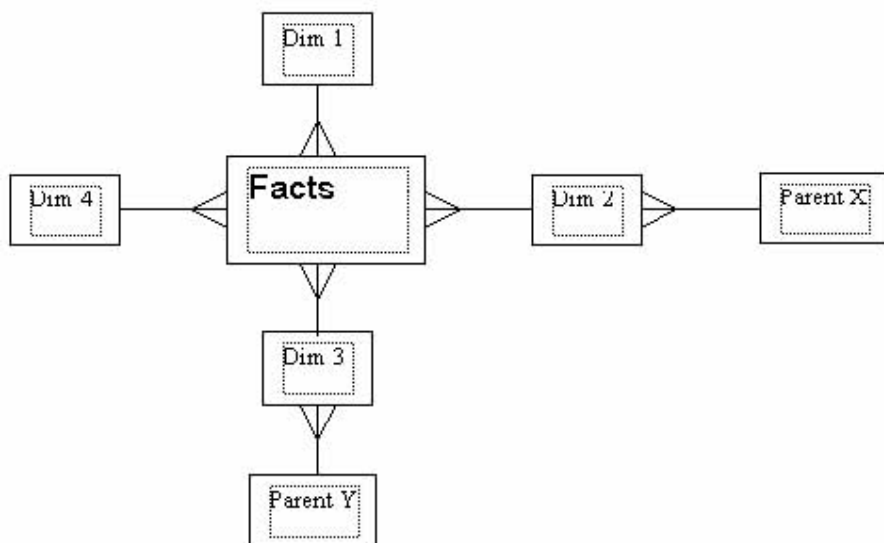 Dim 1
Facts
Dim 4
Dim 2
Parent X
Dim 3
Parent Y